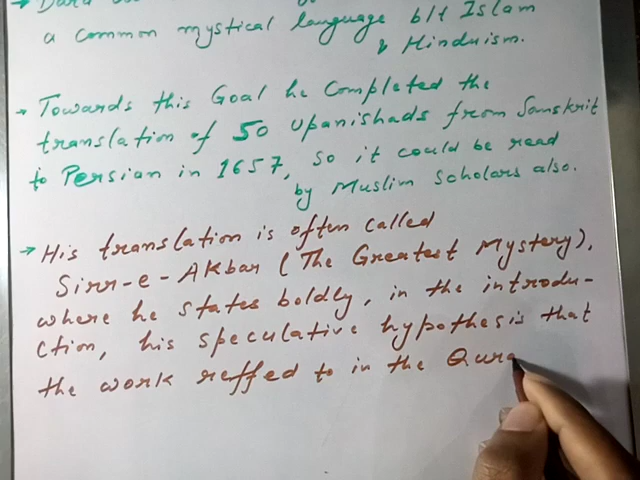 → Dara
a common mystical language b/t Islam
& Hinduism.
→ Towards this Goal he Completed the
translation of 50 Upanishads from Sanskrit
to Persian in 1657, so it could be read
by Muslim Scholars also.
→ His translation is often called
Sirr-e-Akbar (The Greatest Mystery),
where he states boldly, in the introdu-
ction, his speculative hypothesis that
the work reffed to in the Qura